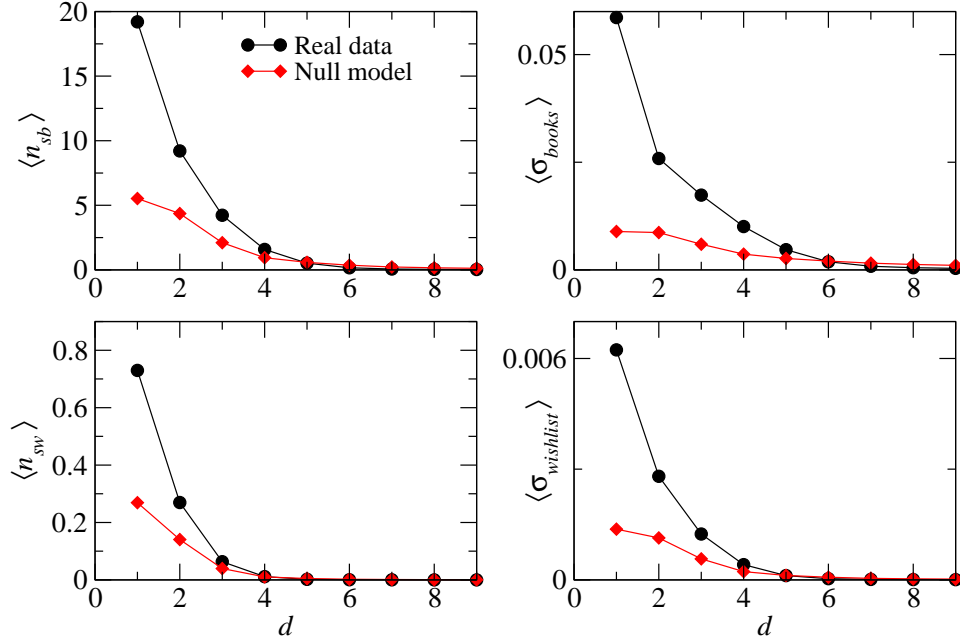 20
15
10
5
0
⟨n_sb⟩
Real data
Null model
0 2 4 6 8
0.05
0
⟨σ_books⟩
0 2 4 6 8
0.8
0.6
0.4
0.2
0
⟨n_sw⟩
0 2 4 6 8
d
0.006
0
⟨σ_wishlist⟩
0 2 4 6 8
d